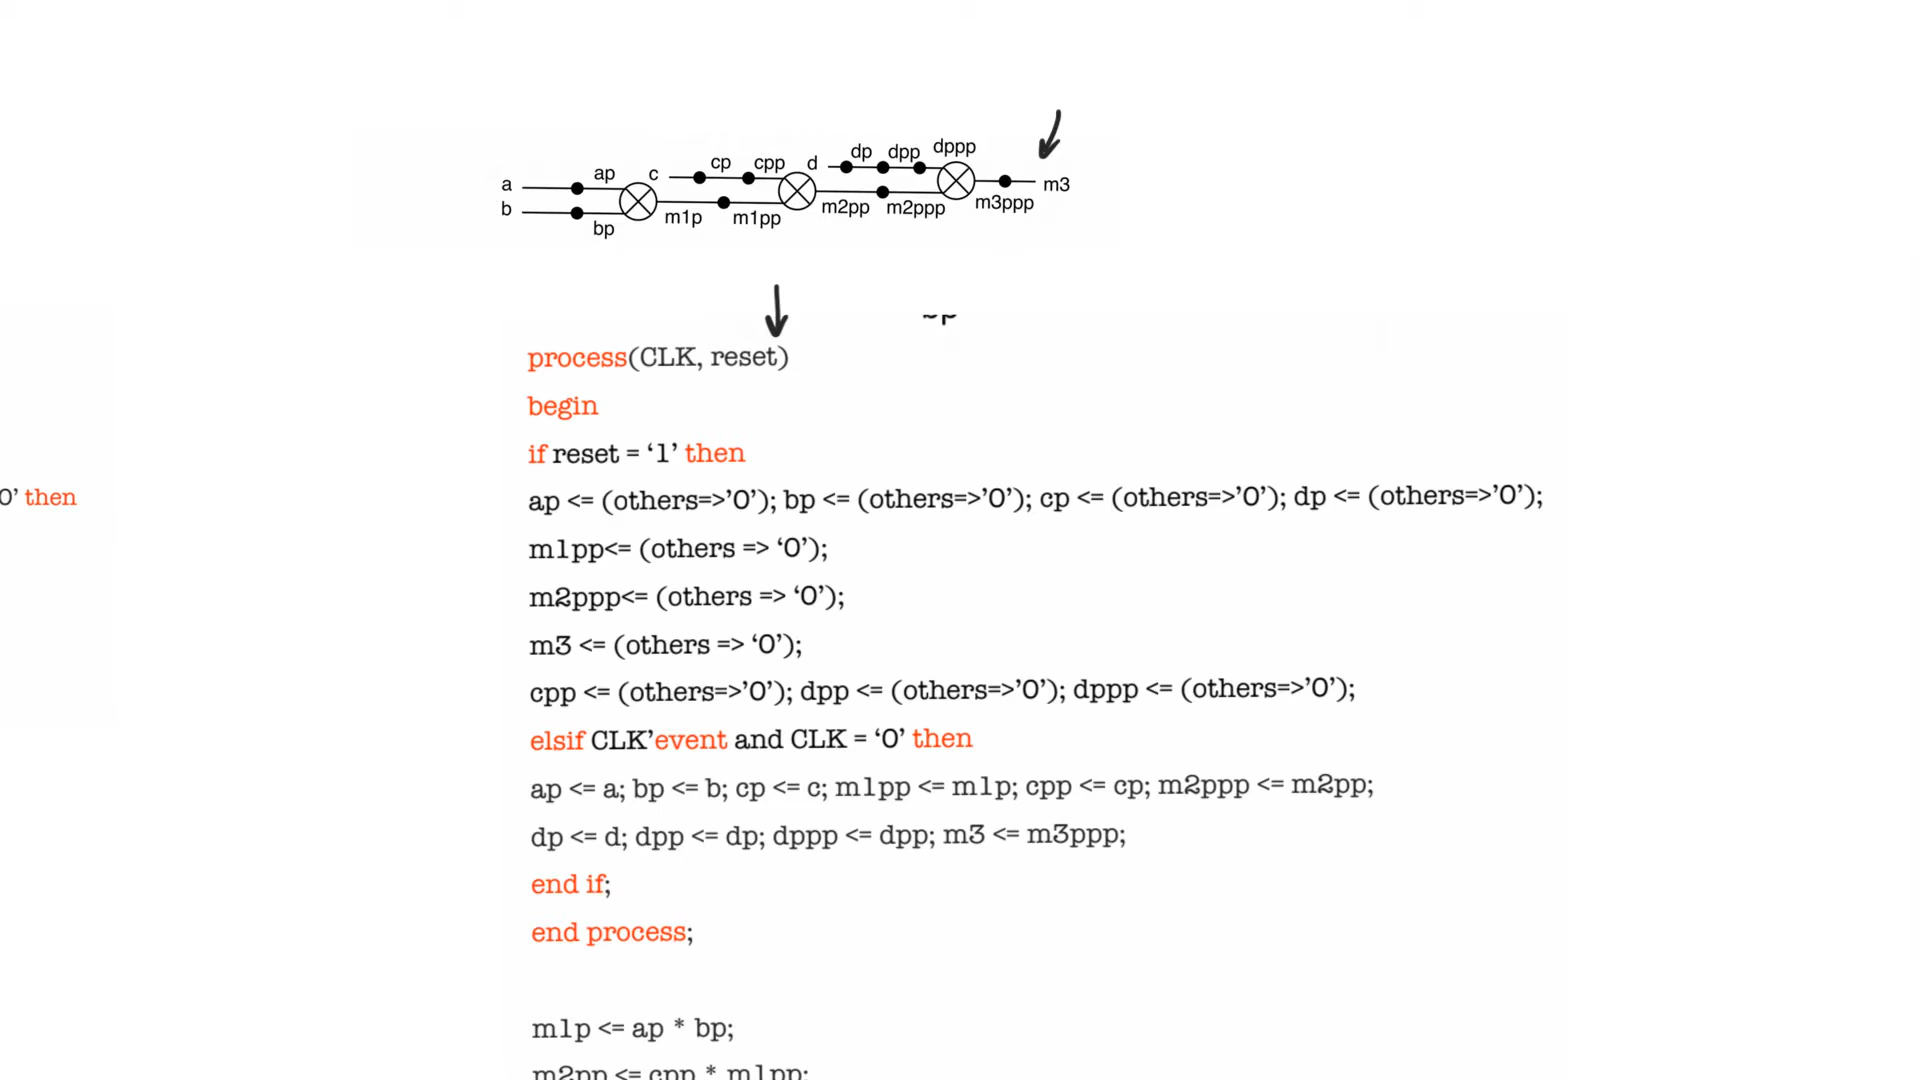 dp dpp dppp
cp cpp d
ap c m3
a
b m1p m1pp m2pp m2ppp m3ppp
bp
process(CLK, reset)
begin
if reset = ‘1’ then
0’ then
ap <= (others=>’0’); bp <= (others=>’0’); cp <= (others=>’0’); dp <= (others=>’0’);
m1pp<= (others => ‘0’);
m2ppp<= (others => ‘0’);
m3 <= (others => ‘0’);
cpp <= (others=>’0’); dpp <= (others=>’0’); dppp <= (others=>’0’);
elsif CLK’event and CLK = ‘0’ then
ap <= a; bp <= b; cp <= c; m1pp <= m1p; cpp <= cp; m2ppp <= m2pp;
dp <= d; dpp <= dp; dppp <= dpp; m3 <= m3ppp;
end if;
end process;
m1p <= ap * bp;
m2pp <= cpp * m1pp;